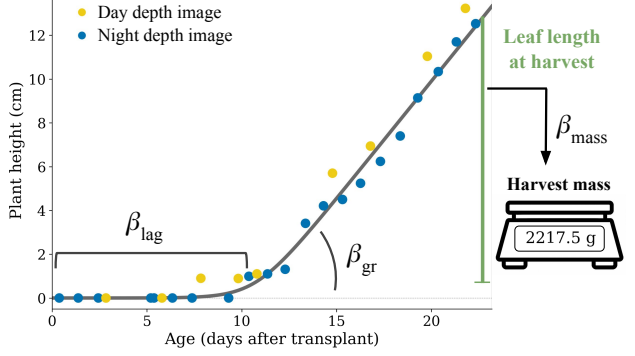 Day depth image
Night depth image
Plant height (cm)
12
10
8
6
4
2
0
0
5
10
15
20
Age (days after transplant)
β_lag
β_gr
Leaf length
at harvest
β_mass
Harvest mass
2217.5 g